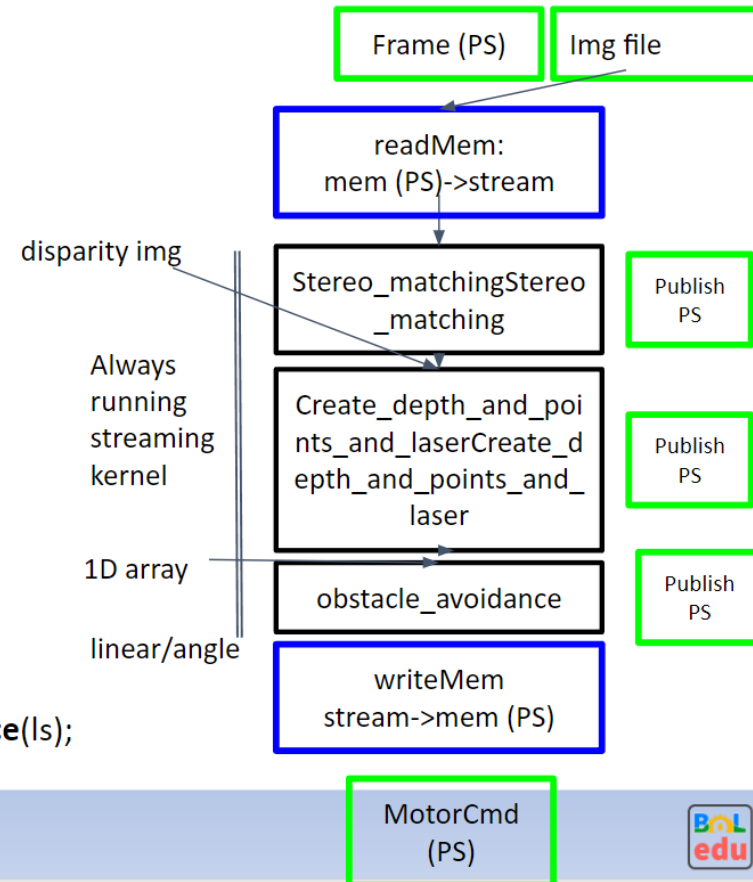 Frame (PS)
Img file
readMem:
mem (PS)->stream
disparity img
Stereo_matchingStereo
_matching
Publish
PS
Always
running
streaming
kernel
Create_depth_and_poi
nts_and_laserCreate_d
epth_and_points_and_
laser
Publish
PS
1D array
obstacle_avoidance
Publish
PS
linear/angle
writeMem
stream->mem (PS)
ce(ls);
MotorCmd
(PS)
BOL
edu